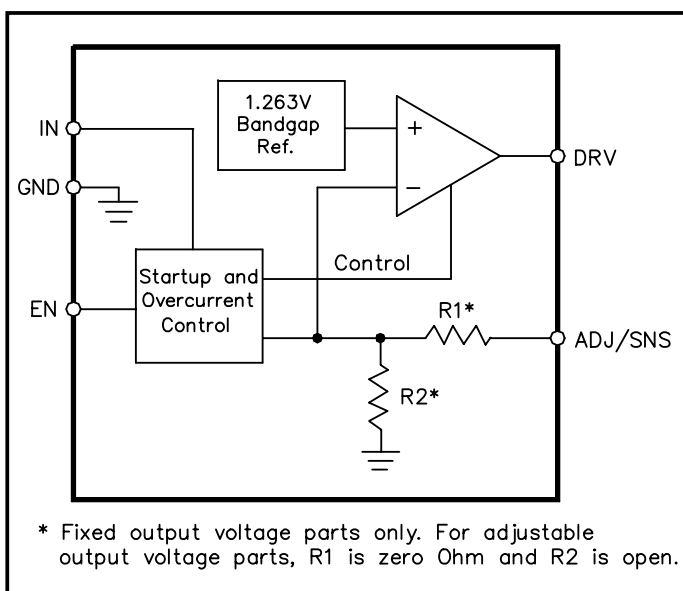 1.263V
Bandgap
Ref.
IN
+
DRV
GND
−
Control
Startup and
Overcurrent
Control
EN
R1*
ADJ/SNS
R2*
* Fixed output voltage parts only. For adjustable
output voltage parts, R1 is zero Ohm and R2 is open.